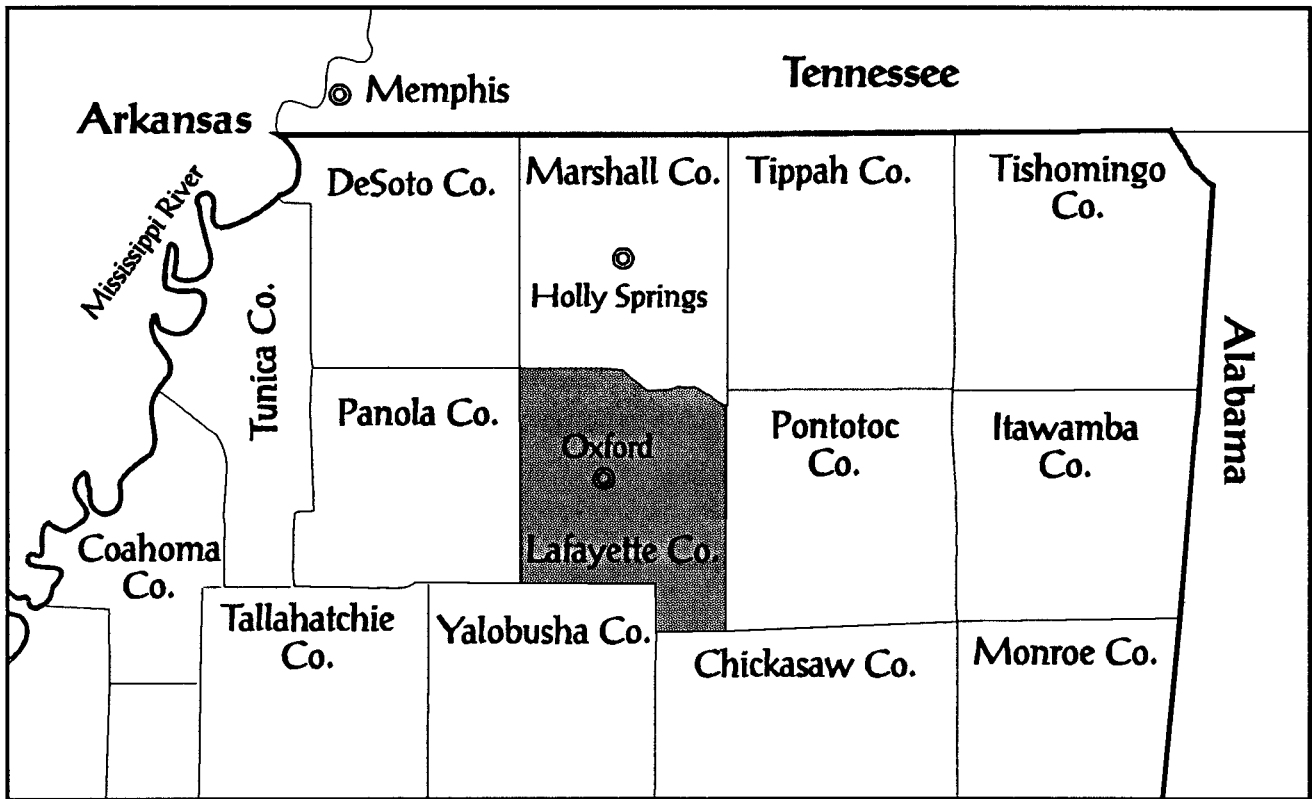 Tennessee
Memphis
Arkansas
Mississippi River
DeSoto Co.
Marshall Co.
Tippah Co.
Tishomingo
Co.
Holly Springs
Tunica Co.
Alabama
Panola Co.
Oxford
Lafayette Co.
Pontotoc
Co.
Itawamba
Co.
Coahoma
Co.
Tallahatchie
Co.
Yalobusha Co.
Chickasaw Co.
Monroe Co.